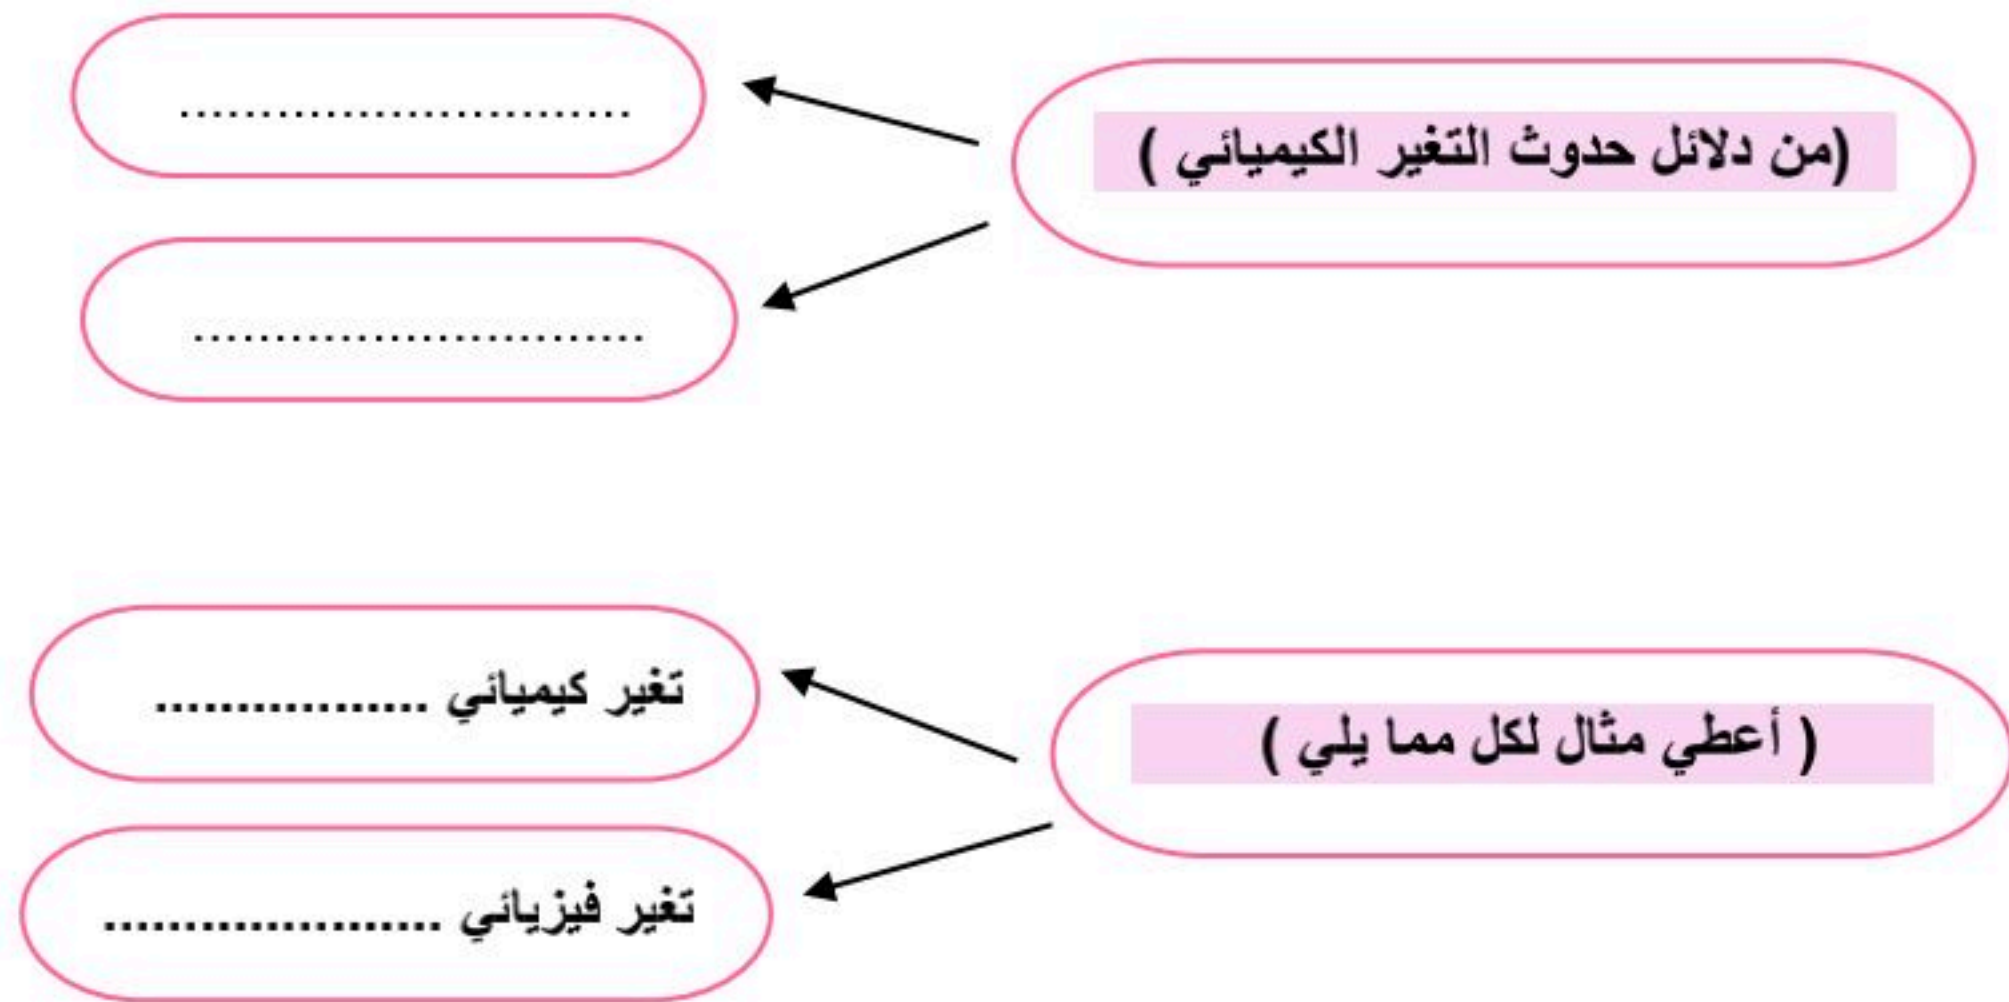 (من دلائل حدوث التغير الكيميائي )
...........................
...........................
( أعطي مثال لكل مما يلي )
تغير كيميائي .................
تغير فيزيائي .....................